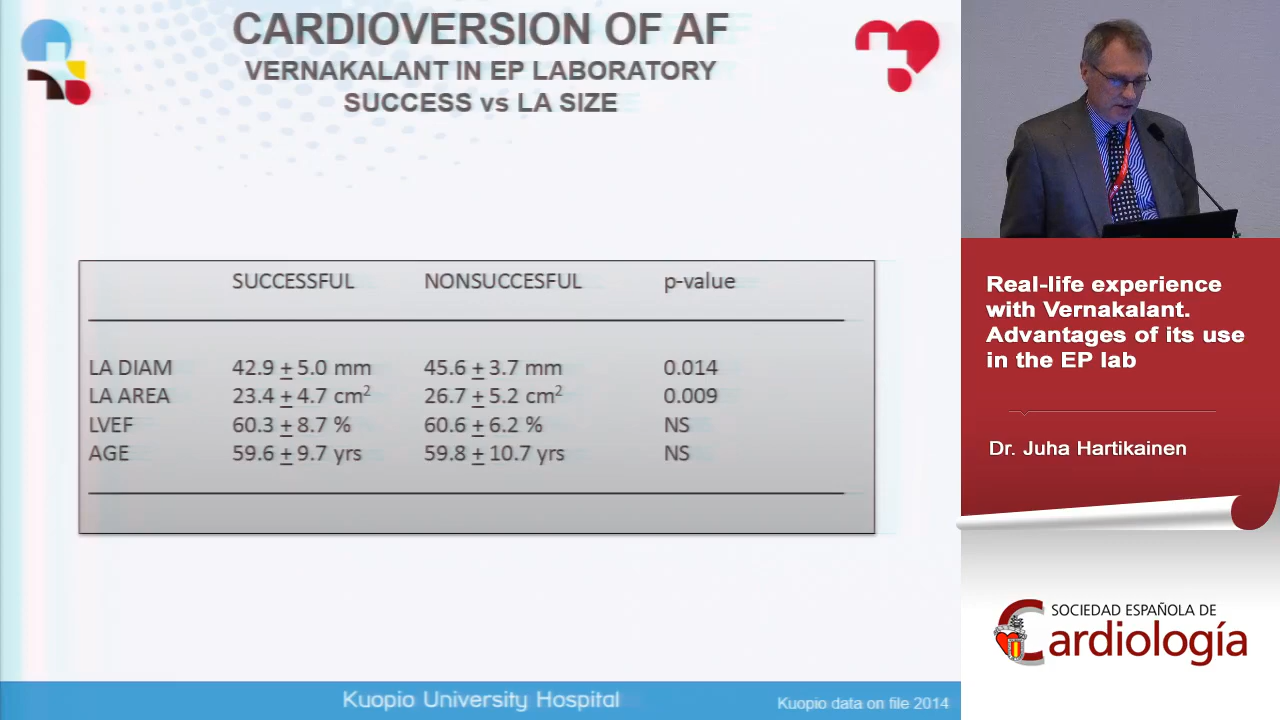 CARDIOVERSION OF AF
VERNAKALANT IN EP LABORATORY
SUCCESS vs LA SIZE
SUCCESSFUL NONSUCCESFUL p-value
LA DIAM 42.9 ± 5.0 mm 45.6 ± 3.7 mm 0.014
LA AREA 23.4 ± 4.7 cm² 26.7 ± 5.2 cm² 0.009
LVEF 60.3 ± 8.7 % 60.6 ± 6.2 % NS
AGE 59.6 ± 9.7 yrs 59.8 ± 10.7 yrs NS
Kuopio University Hospital
Kuopio data on file 2014
Real-life experience
with Vernakalant.
Advantages of its use
in the EP lab
Dr. Juha Hartikainen
SOCIEDAD ESPAÑOLA DE
Cardiología